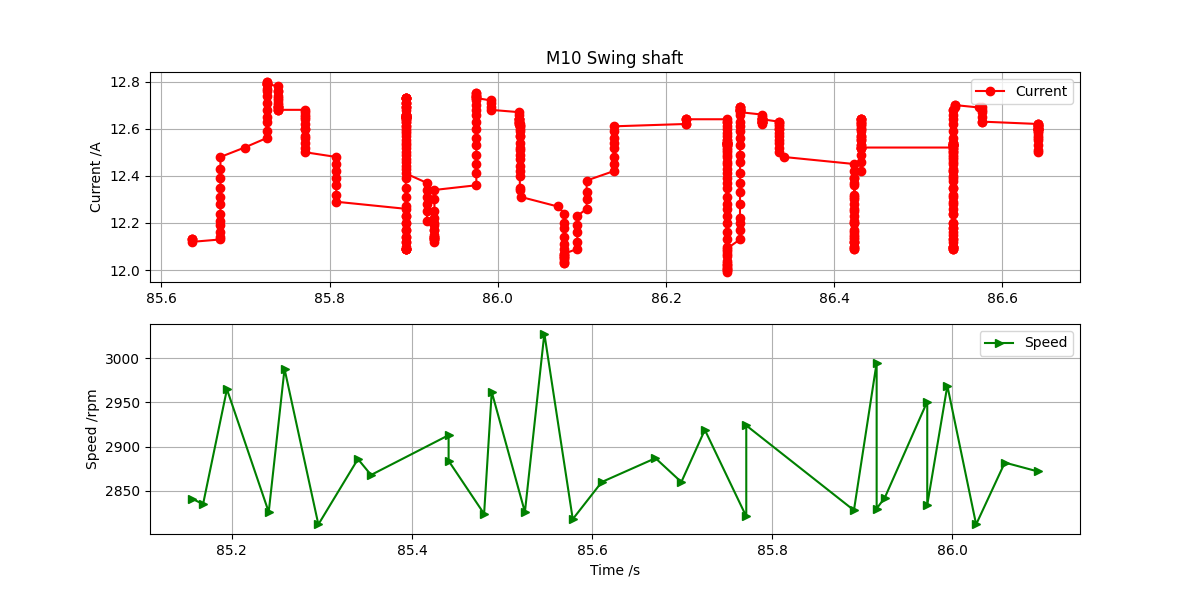 M10 Swing shaft
Current /A
12.8
12.6
12.4
12.2
12.0
Current
85.6 85.8 86.0 86.2 86.4 86.6
Speed /rpm
3000
2950
2900
2850
Speed
85.2 85.4 85.6 85.8 86.0
Time /s